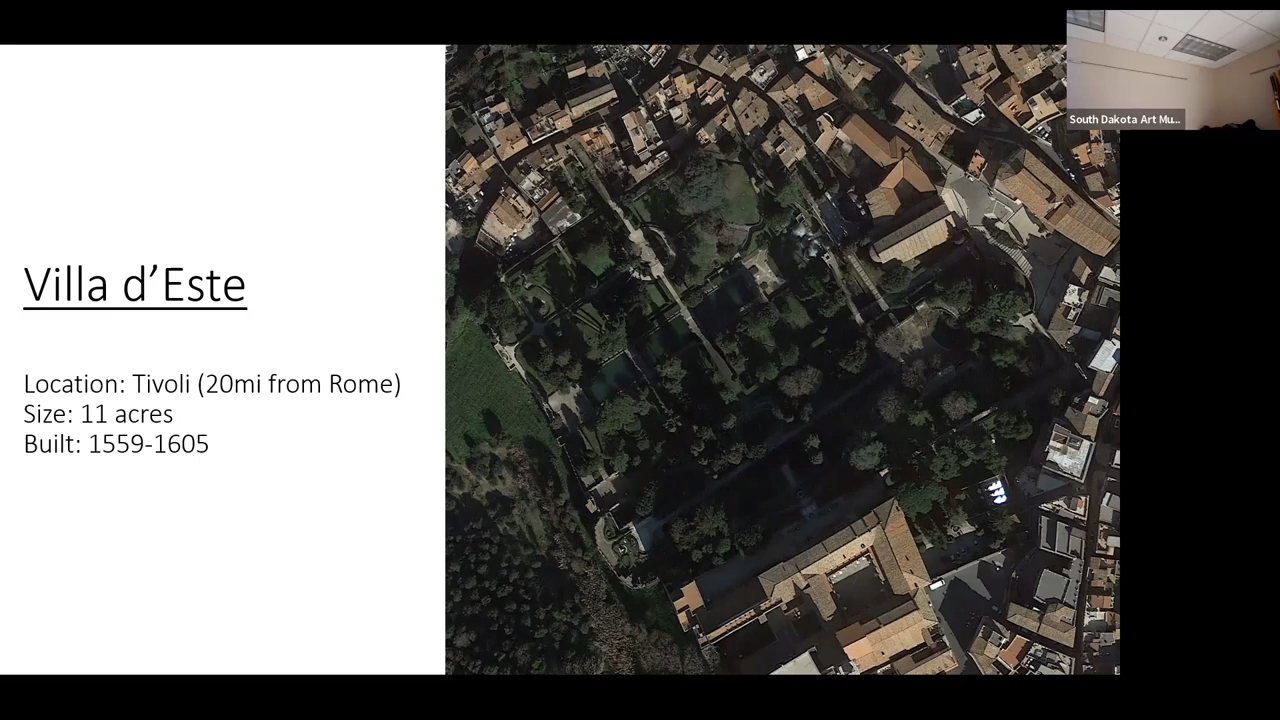 Villa d’Este
Location: Tivoli (20mi from Rome)
Size: 11 acres
Built: 1559-1605
South Dakota Art Mu...